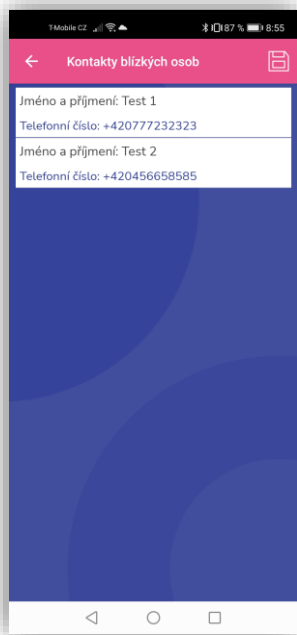 T-Mobile CZ 87 % 8:55
Kontakty blízkých osob
Jméno a příjmení: Test 1
Telefonní číslo: +420777232323
Jméno a příjmení: Test 2
Telefonní číslo: +420456658585